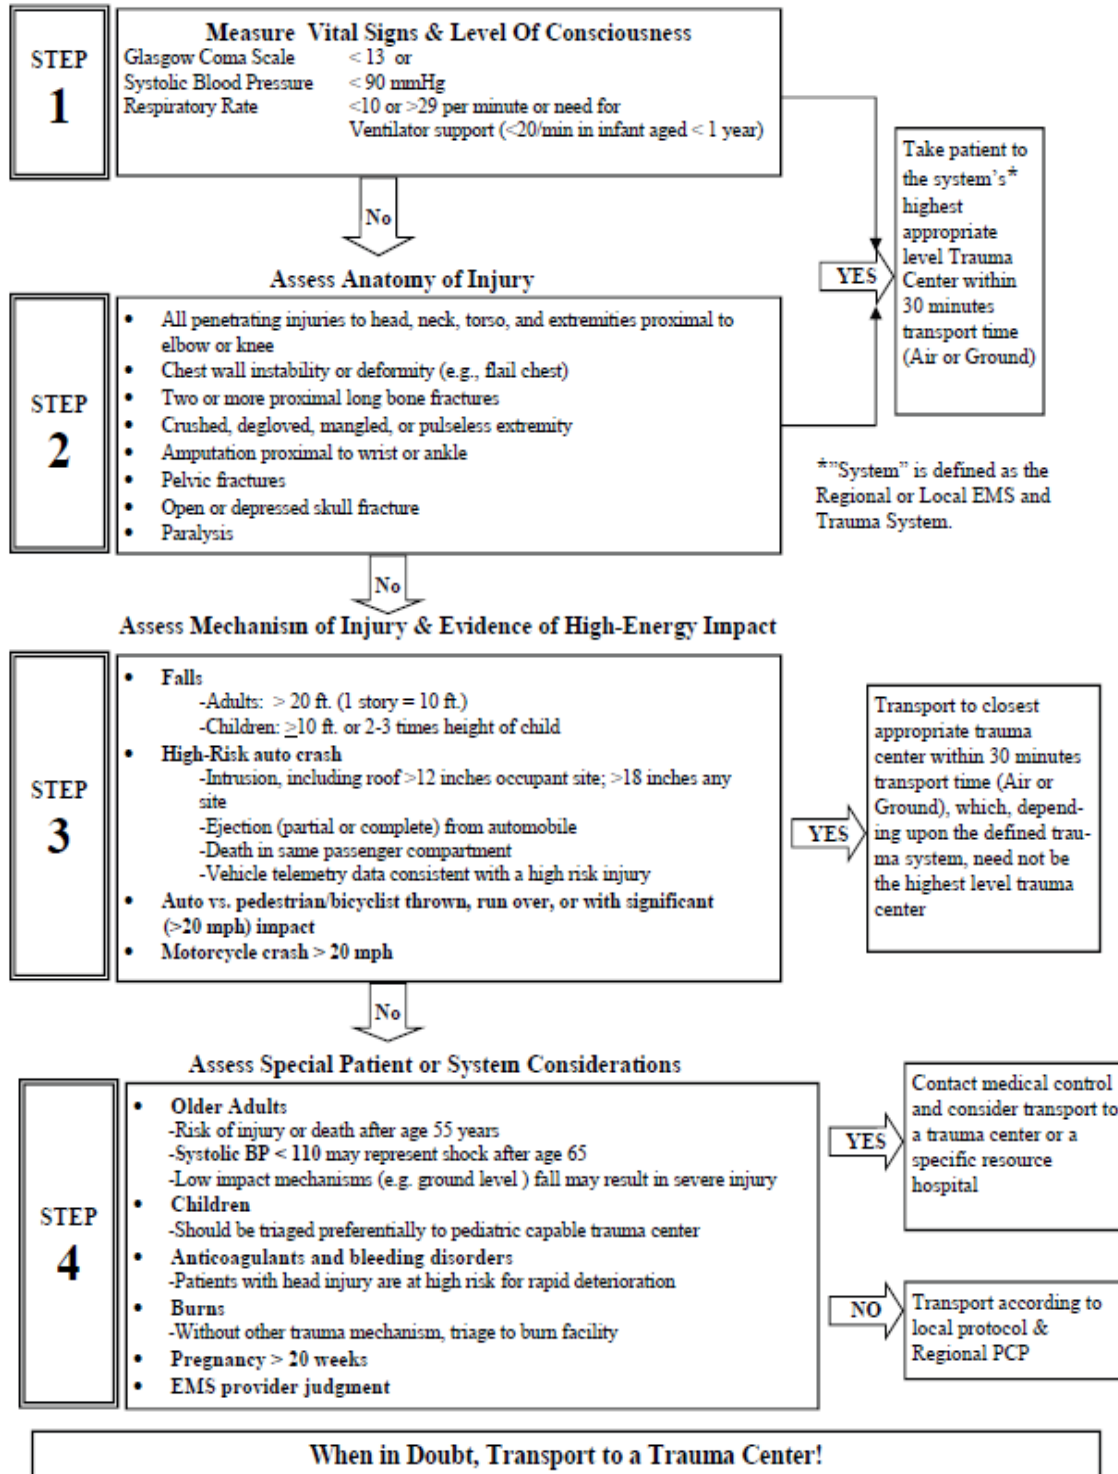 STEP
1
Measure Vital Signs & Level Of Consciousness
Glasgow Coma Scale < 13 or
Systolic Blood Pressure < 90 mmHg
Respiratory Rate <10 or >29 per minute or need for
Ventilator support (<20/min in infant aged < 1 year)
No
YES
Take patient to
the system's*
highest
appropriate
level Trauma
Center within
30 minutes
transport time
(Air or Ground)
*"System" is defined as the
Regional or Local EMS and
Trauma System.
Assess Anatomy of Injury
STEP
2
• All penetrating injuries to head, neck, torso, and extremities proximal to
elbow or knee
• Chest wall instability or deformity (e.g., flail chest)
• Two or more proximal long bone fractures
• Crushed, degloved, mangled, or pulseless extremity
• Amputation proximal to wrist or ankle
• Pelvic fractures
• Open or depressed skull fracture
• Paralysis
No
Assess Mechanism of Injury & Evidence of High-Energy Impact
STEP
3
• Falls
-Adults: > 20 ft. (1 story = 10 ft.)
-Children: >10 ft. or 2-3 times height of child
• High-Risk auto crash
-Intrusion, including roof >12 inches occupant site; >18 inches any
site
-Ejection (partial or complete) from automobile
-Death in same passenger compartment
-Vehicle telemetry data consistent with a high risk injury
• Auto vs. pedestrian/bicyclist thrown, run over, or with significant
(>20 mph) impact
• Motorcycle crash > 20 mph
YES
Transport to closest
appropriate trauma
center within 30 minutes
transport time (Air or
Ground), which, depend-
ing upon the defined trau-
ma system, need not be
the highest level trauma
center
No
Assess Special Patient or System Considerations
STEP
4
• Older Adults
-Risk of injury or death after age 55 years
-Systolic BP < 110 may represent shock after age 65
-Low impact mechanisms (e.g. ground level ) fall may result in severe injury
• Children
-Should be triaged preferentially to pediatric capable trauma center
• Anticoagulants and bleeding disorders
-Patients with head injury are at high risk for rapid deterioration
• Burns
-Without other trauma mechanism, triage to burn facility
• Pregnancy > 20 weeks
• EMS provider judgment
YES
Contact medical control
and consider transport to
a trauma center or a
specific resource
hospital
NO
Transport according to
local protocol &
Regional PCP
When in Doubt, Transport to a Trauma Center!